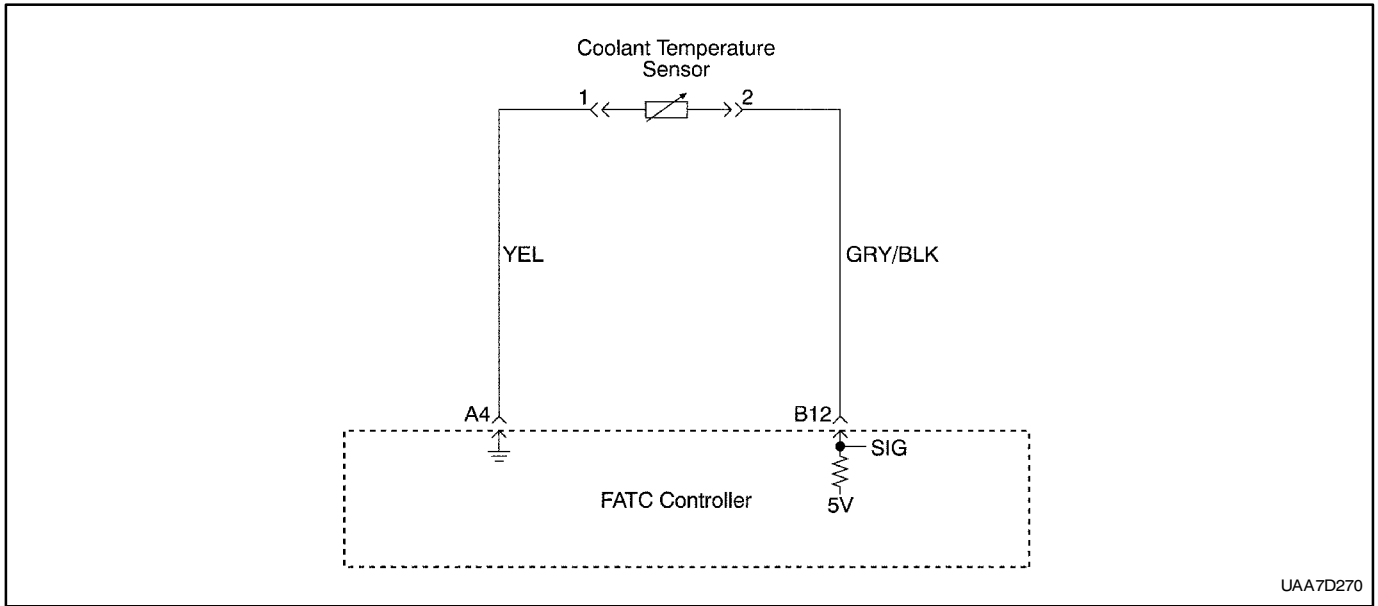 Coolant Temperature
Sensor
1
2
YEL
GRY/BLK
A4
B12
SIG
FATC Controller
5V
UAA7D270